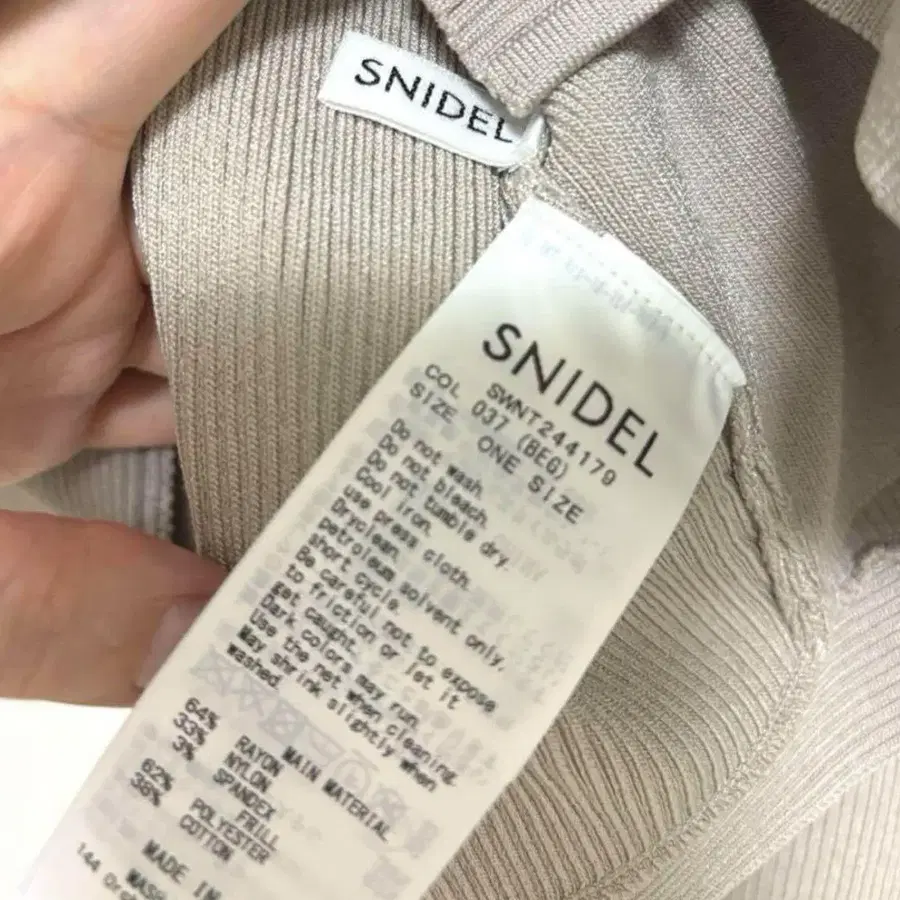 SNIDEL
SNIDEL
SWNT244179
COL 037 (BEG)
SIZE ONE SIZE
Do not wash.
Do not bleach.
Do not tumble dry.
Cool iron.
use press cloth.
Dryclean.
petroleum solvent only,
short cycle.
Be careful not to expose
to friction or let it
get caught.
Dark colors may run.
Use the net when cleaning.
May shrink slightly when
washed.
MAIN MATERIAL
64% RAYON
33% NYLON
3% SPANDEX
FRILL
62% POLYESTER
38% COTTON
MADE IN
144